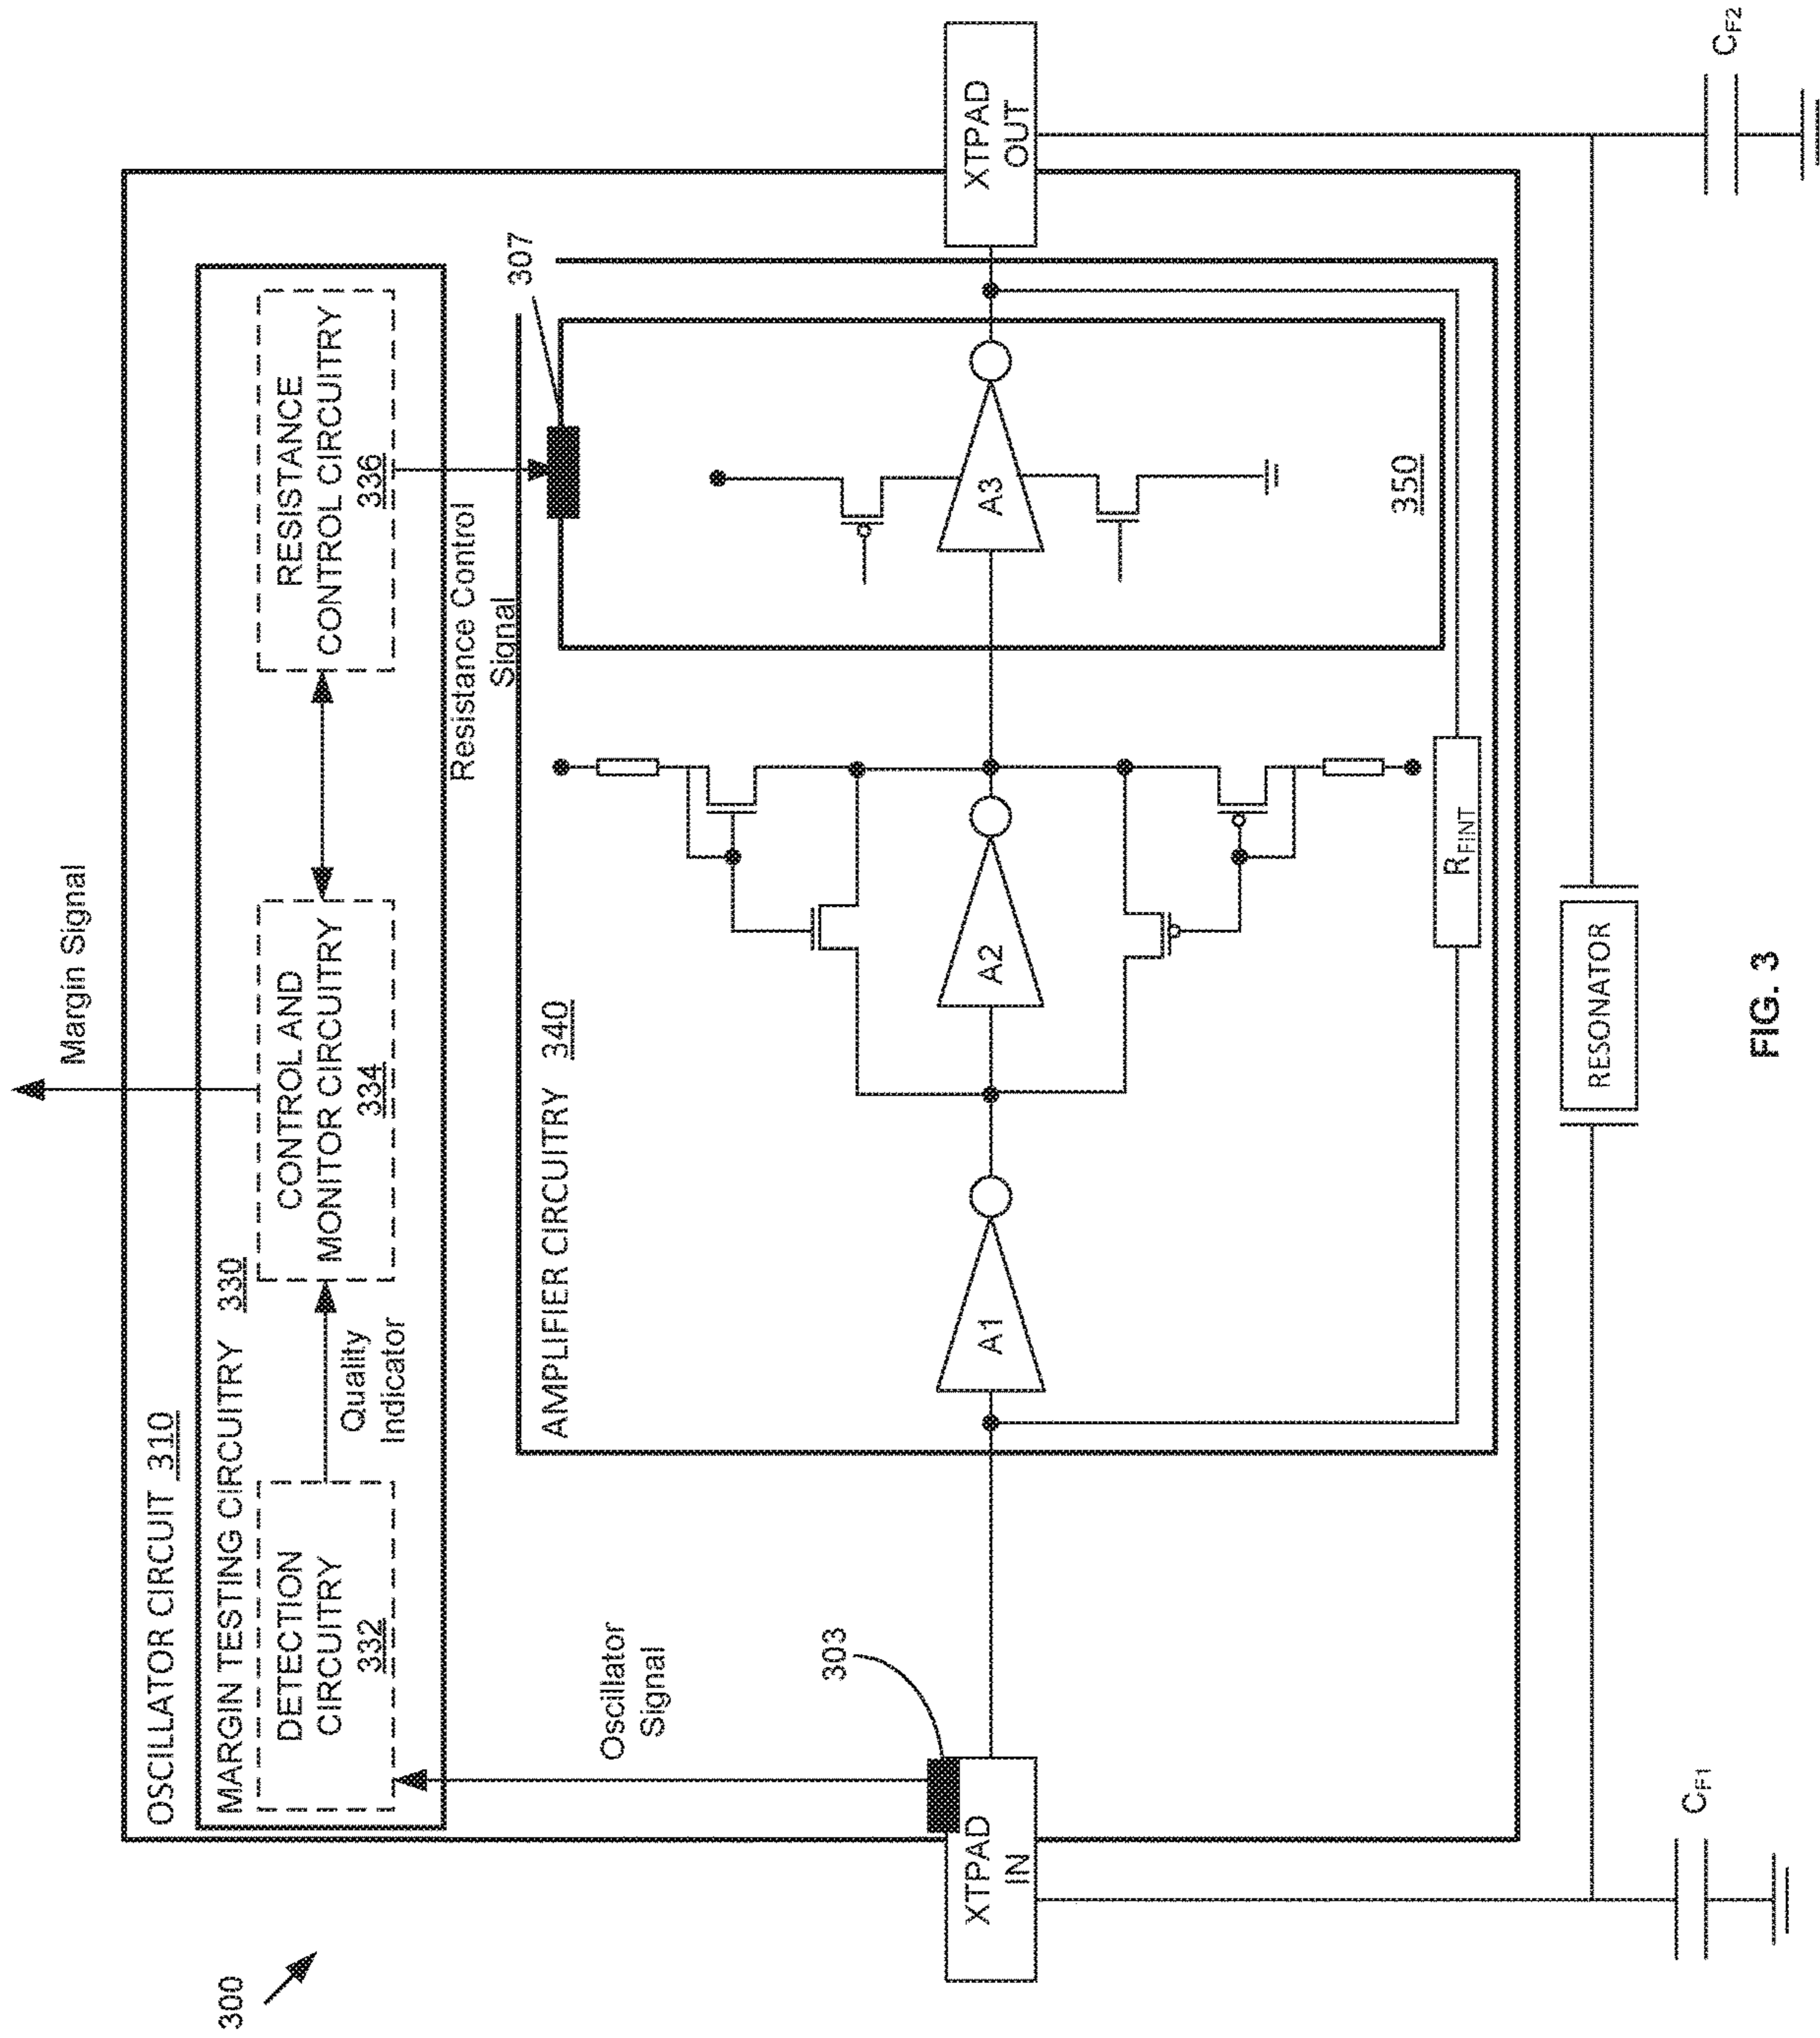 300
Margin Signal
OSCILLATOR CIRCUIT 310
MARGIN TESTING CIRCUITRY 330
DETECTION
CIRCUITRY
332
Quality
Indicator
CONTROL AND
MONITOR CIRCUITRY
334
RESISTANCE
CONTROL CIRCUITRY
336
Resistance Control
Signal
307
Oscillator
Signal
303
AMPLIFIER CIRCUITRY 340
XTPAD
IN
A1
A2
A3
350
XTPAD
OUT
RFINT
RESONATOR
CF1
CF2
FIG. 3